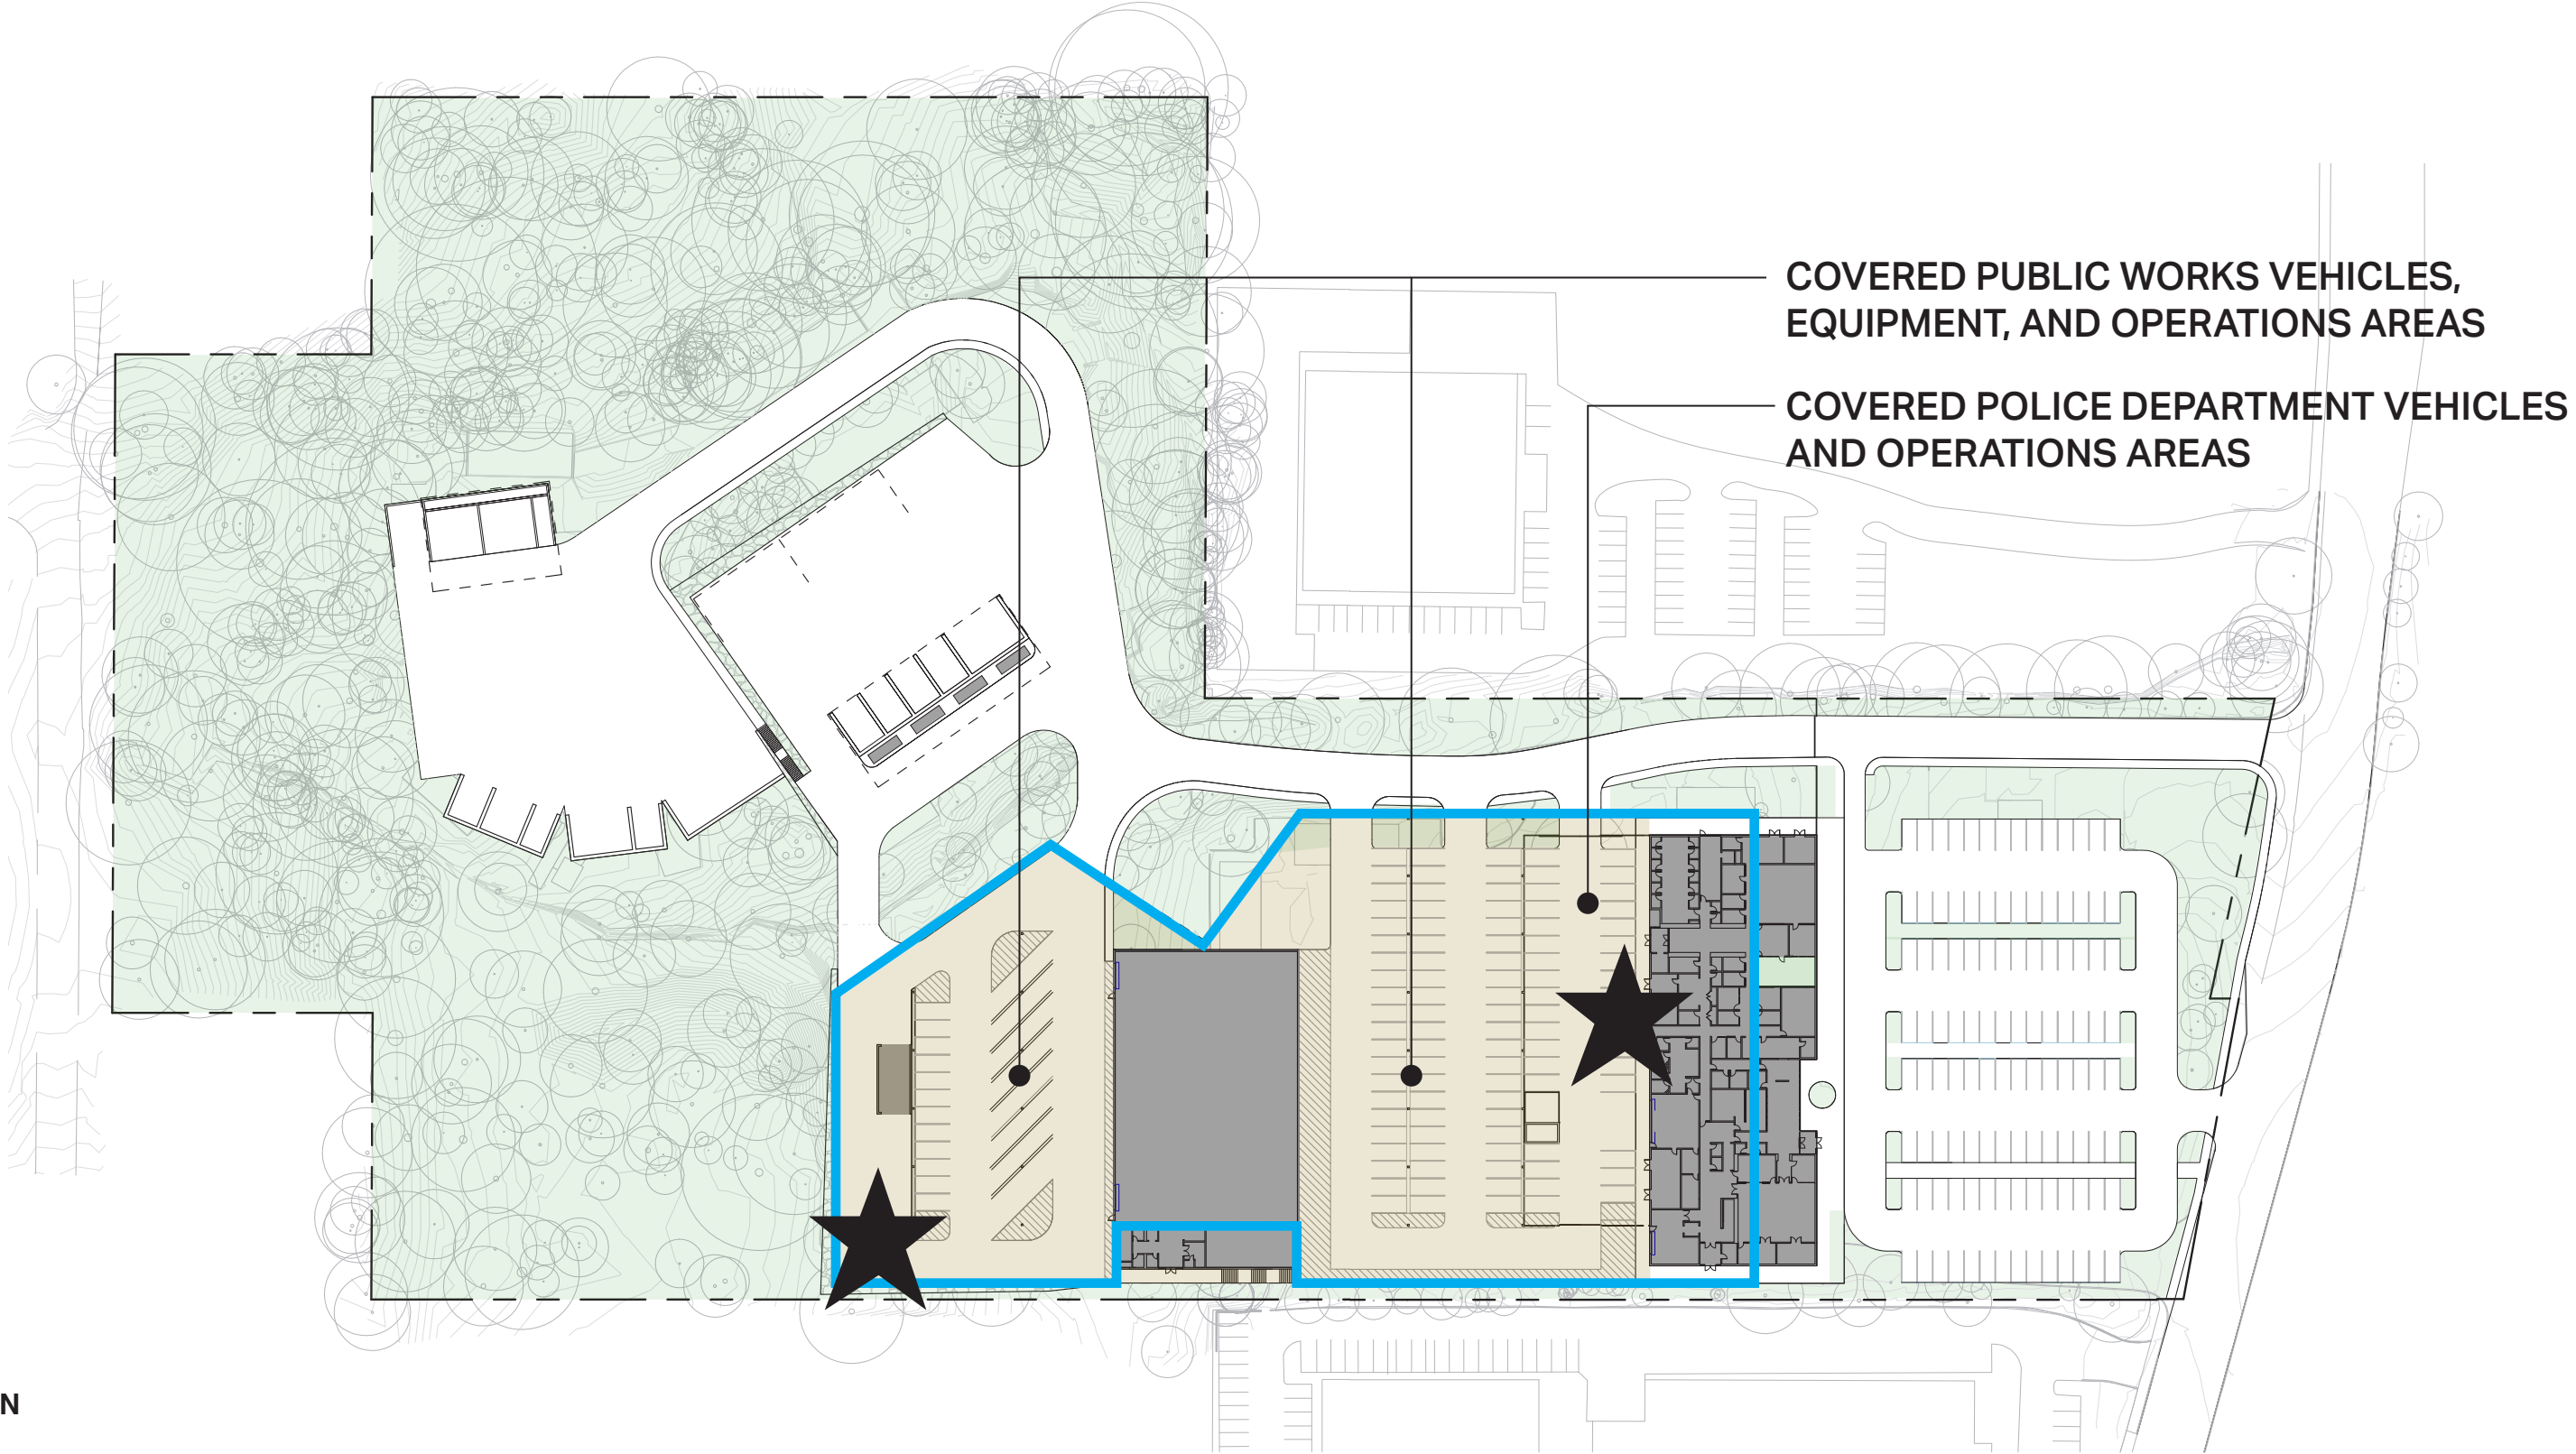 COVERED PUBLIC WORKS VEHICLES,
EQUIPMENT, AND OPERATIONS AREAS
COVERED POLICE DEPARTMENT VEHICLES
AND OPERATIONS AREAS
N